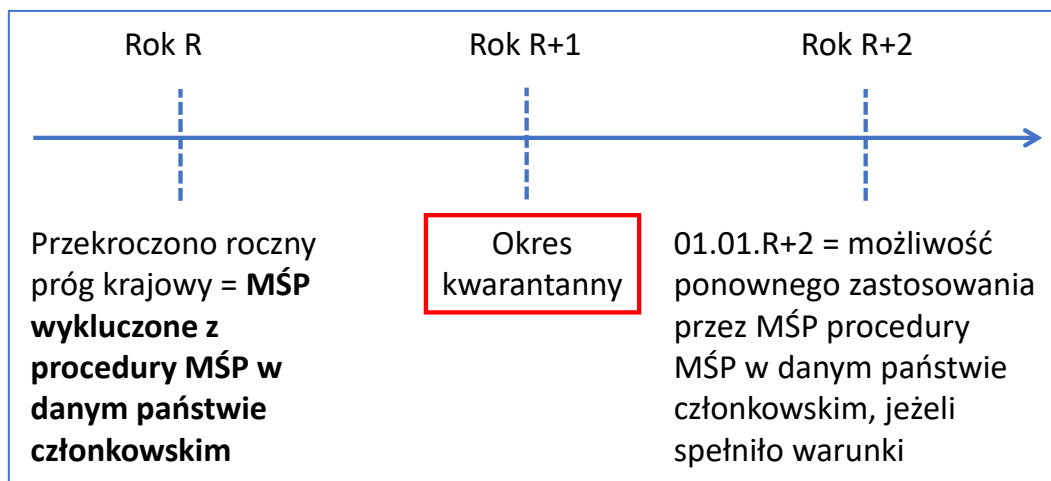 Rok R
Rok R+1
Rok R+2
Przekroczono roczny
próg krajowy = MŚP
wykluczone z
procedury MŚP w
danym państwie
członkowskim
Okres
kwarantanny
01.01.R+2 = możliwość
ponownego zastosowania
przez MŚP procedury
MŚP w danym państwie
członkowskim, jeżeli
spełniło warunki